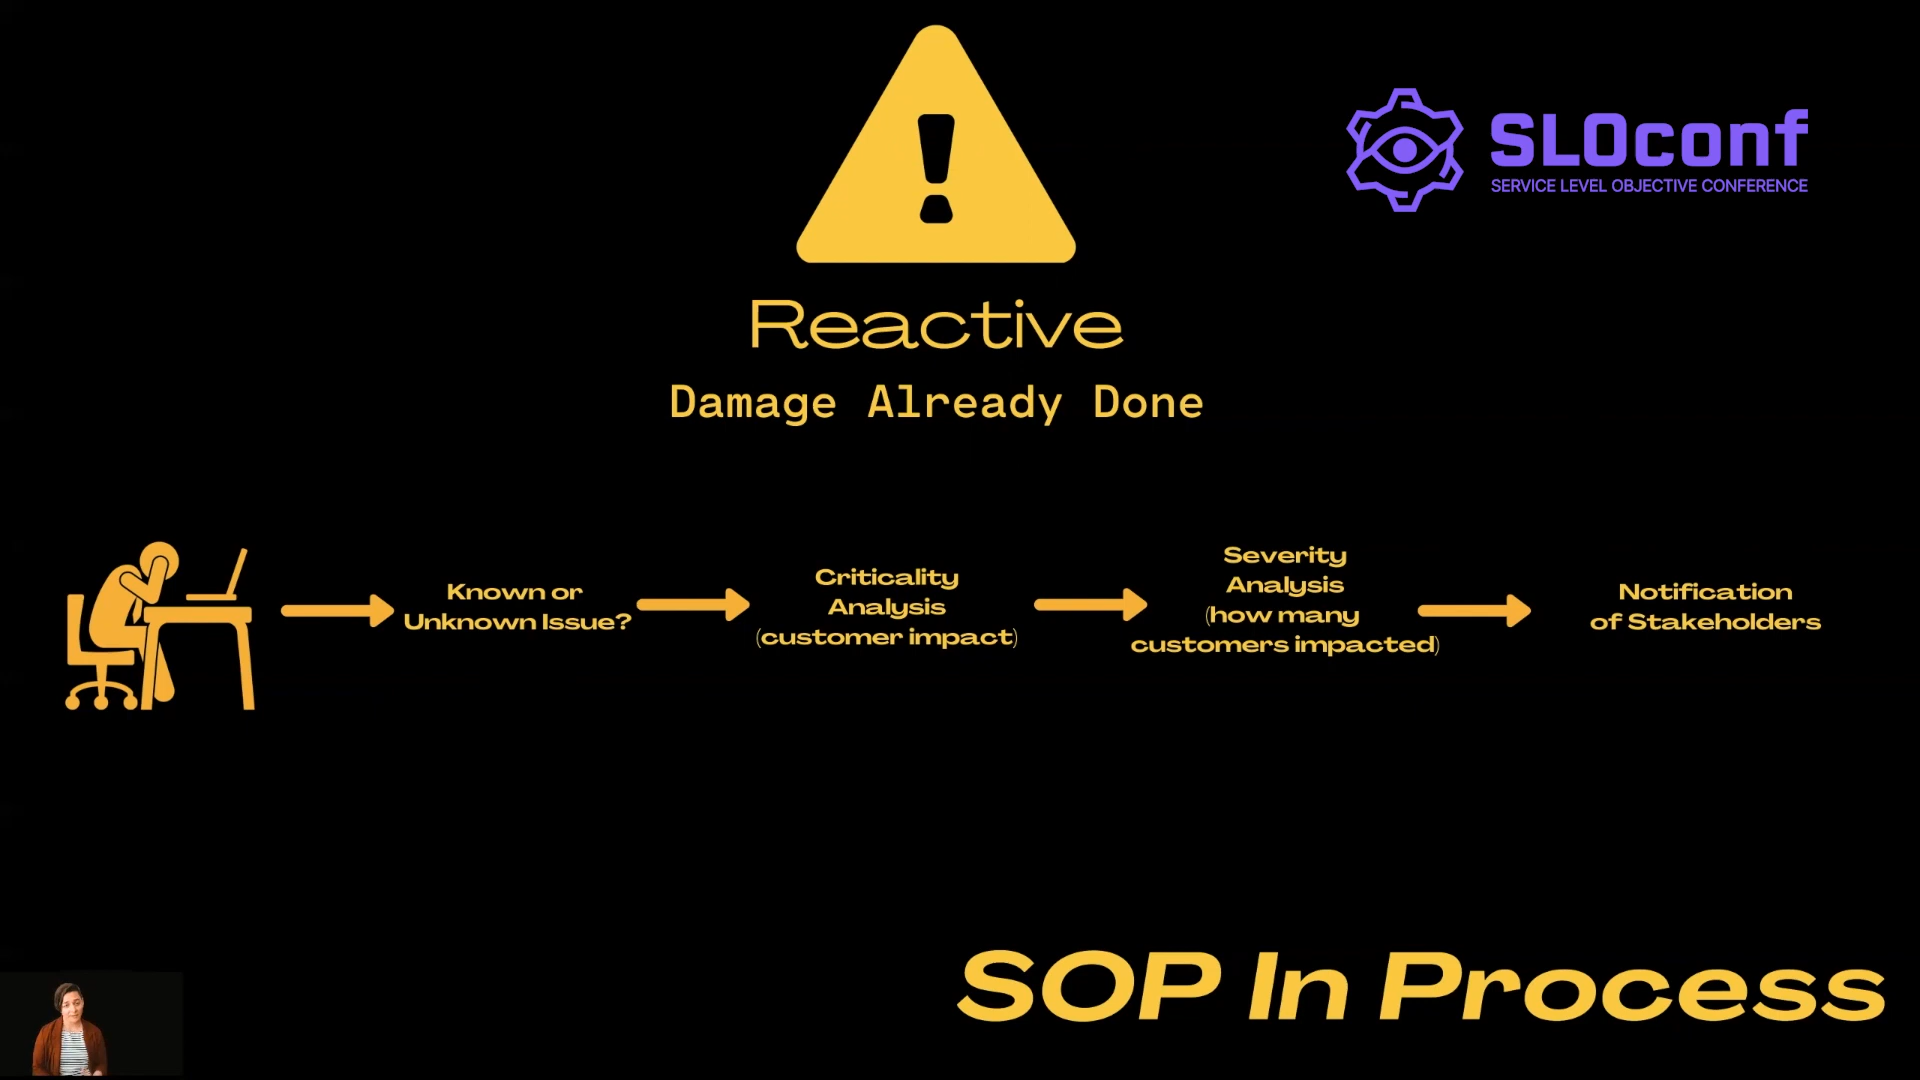 SLOconf
SERVICE LEVEL OBJECTIVE CONFERENCE
Reactive
Damage Already Done
Known or
Unknown Issue?
Criticality
Analysis
(customer impact)
Severity
Analysis
(how many
customers impacted)
Notification
of Stakeholders
SOP In Process